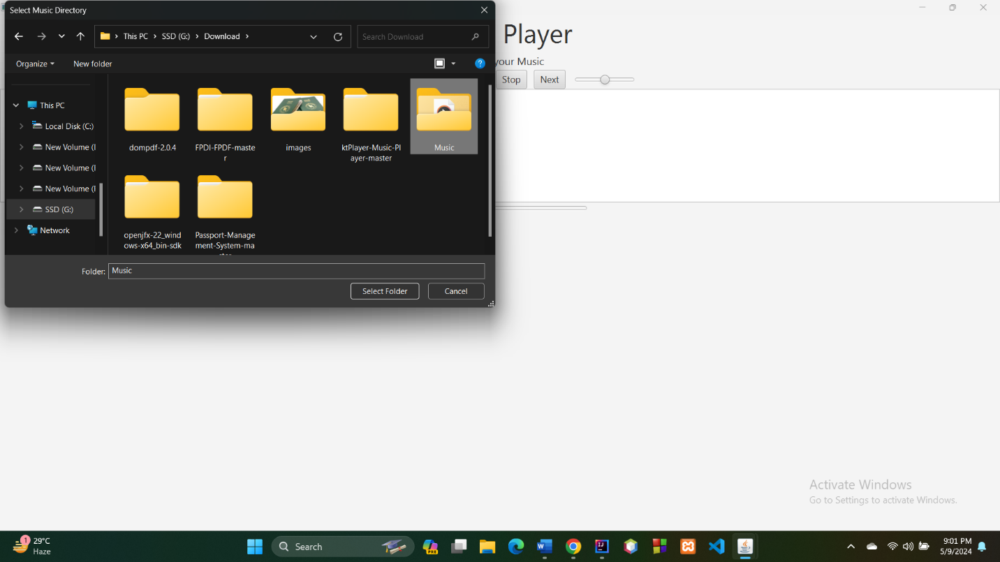 Select Music Directory
This PC
SSD (G:)
Download
Search Download
Organize
New folder
?
This PC
Local Disk (C:)
New Volume (
New Volume (
New Volume (
SSD (G:)
Network
dompdf-2.0.4
FPDI-FPDF-maste
r
images
ktPlayer-Music-Pl
ayer-master
Music
openjfx-22_wind
ows-x64_bin-sdk
Passport-Manage
ment-System-ma
Folder:
Music
Select Folder
Cancel
Player
your Music
Stop
Next
Activate Windows
Go to Settings to activate Windows.
1
29°C
Haze
Search
PRE
W
IJ
9:01 PM
5/9/2024